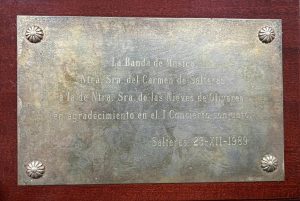 La Banda de Música
Ntra. Sra. del Carmen de Salteras
a la de Ntra. Sra. de las Nieves de Olivares
en agradecimiento en el I Concierto conjunto.
Salteras, 23-XII-1989